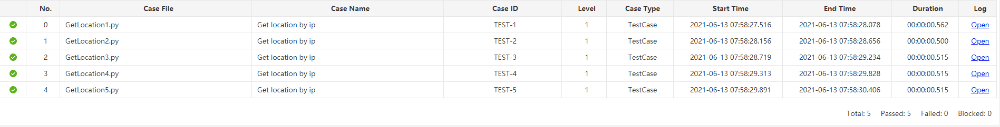 No. Case File Case Name Case ID Level Case Type Start Time End Time Duration Log
0 GetLocation1.py Get location by ip TEST-1 1 TestCase 2021-06-13 07:58:27.516 2021-06-13 07:58:28.078 00:00:00.562 Open
1 GetLocation2.py Get location by ip TEST-2 1 TestCase 2021-06-13 07:58:28.156 2021-06-13 07:58:28.656 00:00:00.500 Open
2 GetLocation3.py Get location by ip TEST-3 1 TestCase 2021-06-13 07:58:28.719 2021-06-13 07:58:29.234 00:00:00.515 Open
3 GetLocation4.py Get location by ip TEST-4 1 TestCase 2021-06-13 07:58:29.313 2021-06-13 07:58:29.828 00:00:00.515 Open
4 GetLocation5.py Get location by ip TEST-5 1 TestCase 2021-06-13 07:58:29.891 2021-06-13 07:58:30.406 00:00:00.515 Open
Total: 5 Passed: 5 Failed: 0 Blocked: 0